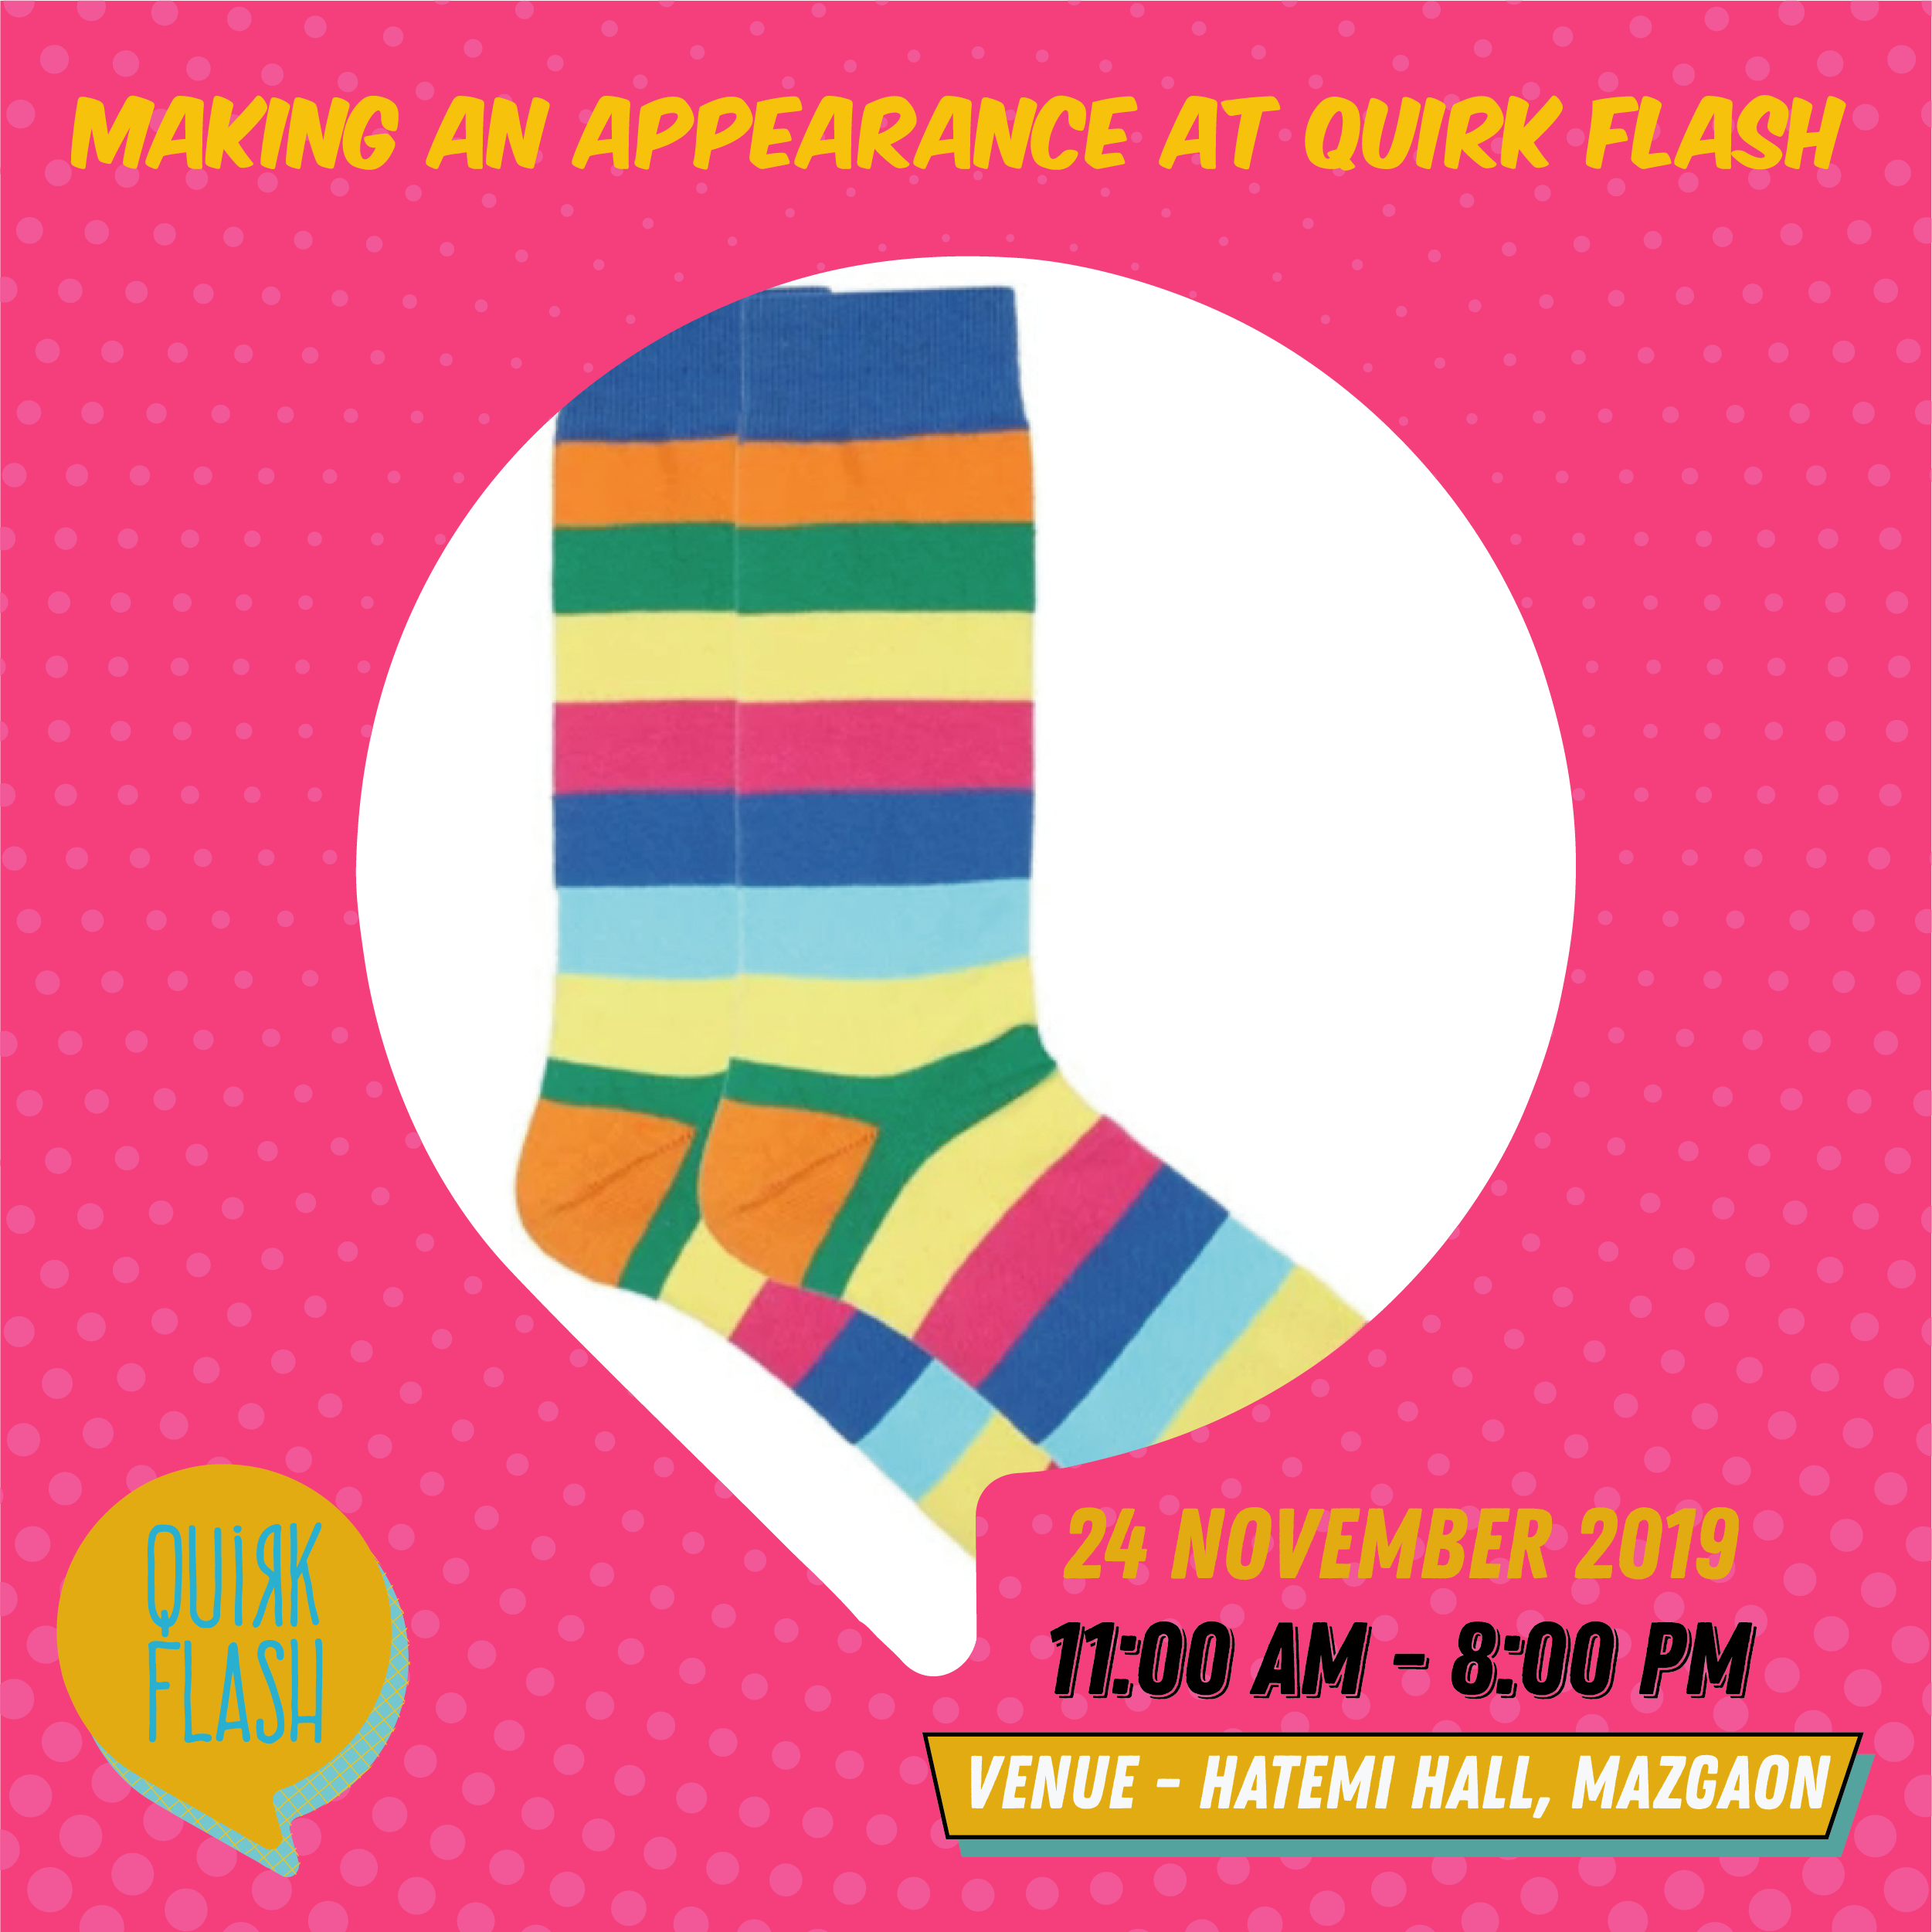 MAKING AN APPEARANCE AT QUIRK FLASH
24 NOVEMBER 2019
11:00 AM - 8:00 PM
VENUE - HATEMI HALL, MAZGAON
QUiRK
FLASH